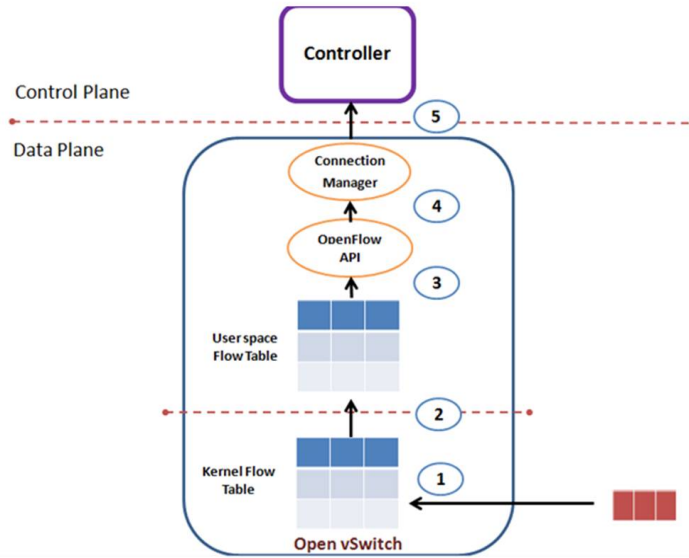 Controller
Control Plane
5
Data Plane
Connection
Manager
4
OpenFlow
API
3
User space
Flow Table
2
Kernel Flow
Table
1
Open vSwitch